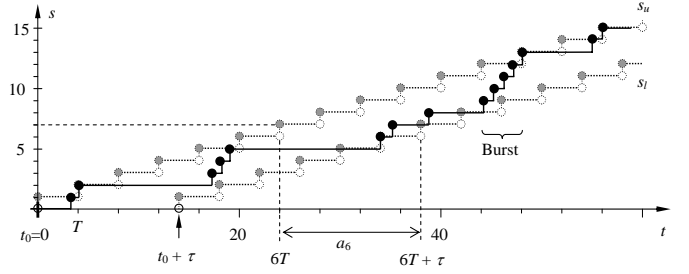 s
s_u
15
s_l
10
5
Burst
t_0=0
T
20
40
t
t_0 + τ
6T
a_6
6T + τ